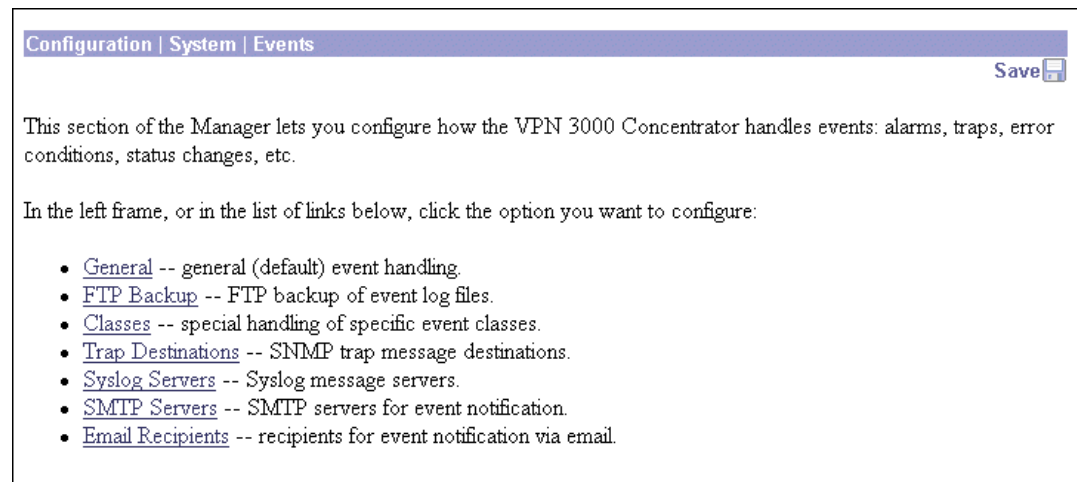 Configuration | System | Events
Save
This section of the Manager lets you configure how the VPN 3000 Concentrator handles events: alarms, traps, error
conditions, status changes, etc.
In the left frame, or in the list of links below, click the option you want to configure:
• General -- general (default) event handling.
• FTP Backup -- FTP backup of event log files.
• Classes -- special handling of specific event classes.
• Trap Destinations -- SNMP trap message destinations.
• Syslog Servers -- Syslog message servers.
• SMTP Servers -- SMTP servers for event notification.
• Email Recipients -- recipients for event notification via email.